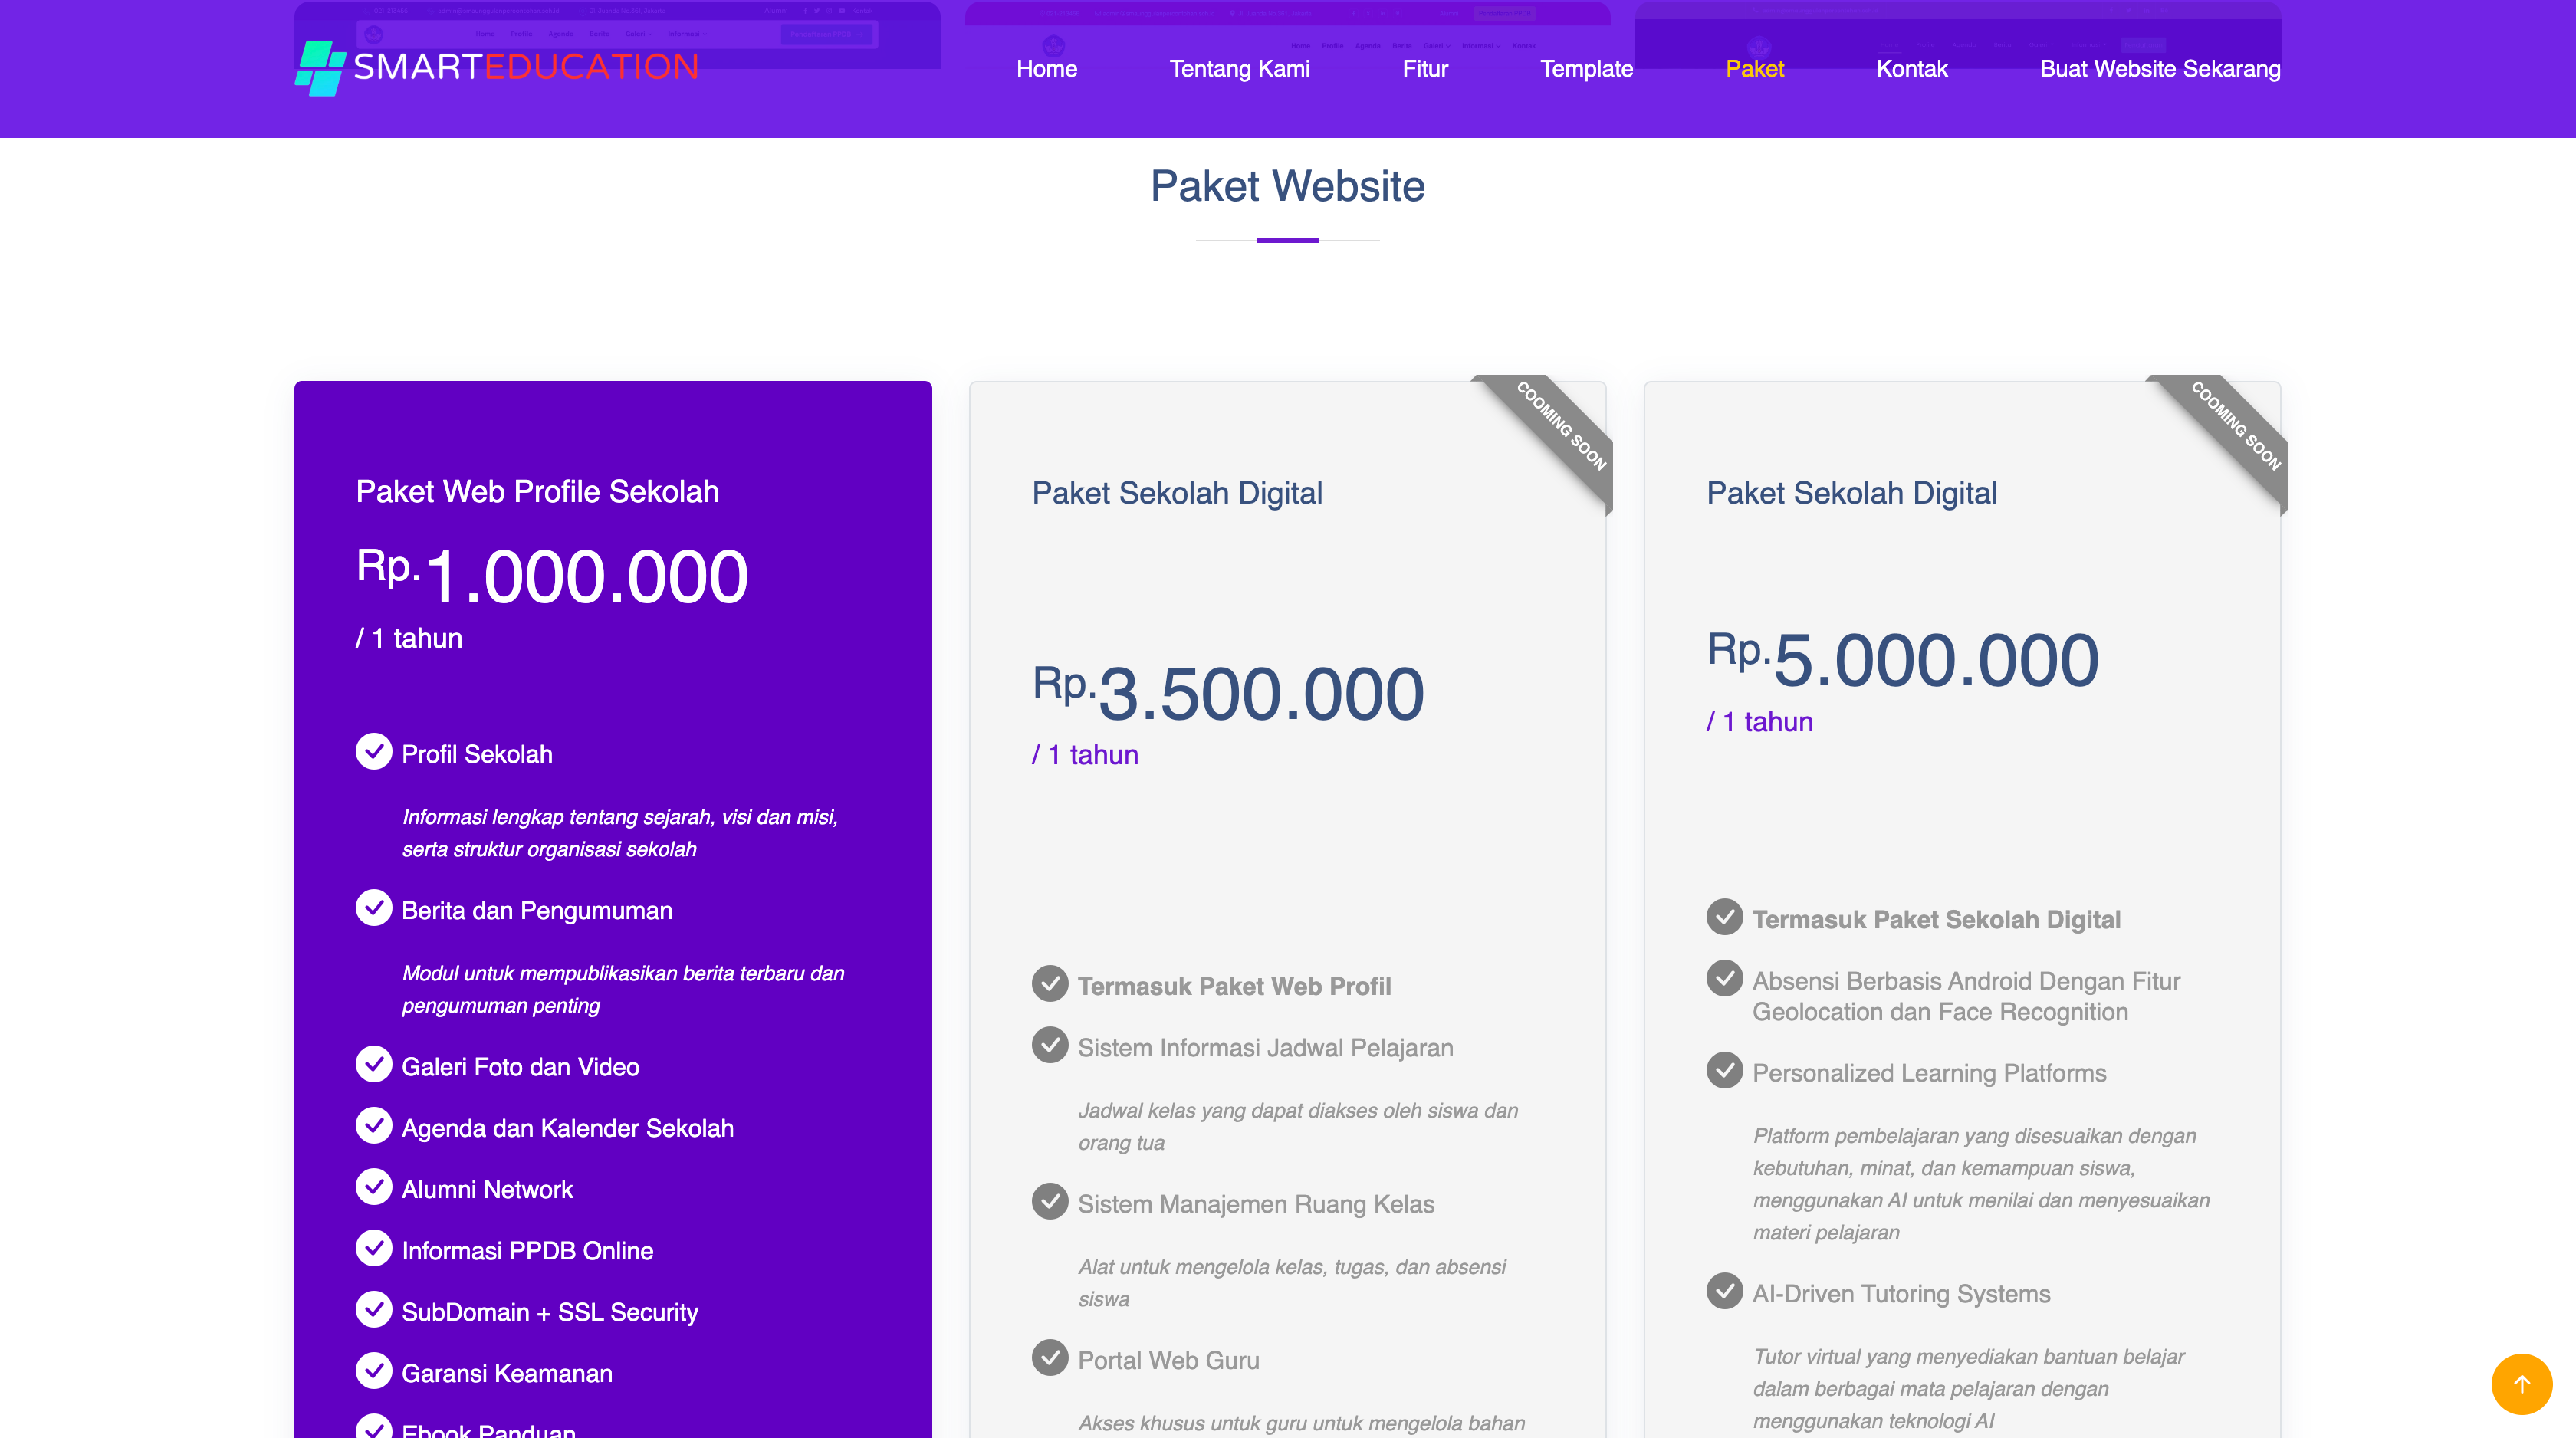 SMARTEDUCATION
Home
Tentang Kami
Fitur
Template
Paket
Kontak
Buat Website Sekarang
Paket Website
Paket Web Profile Sekolah
Rp.1.000.000
/ 1 tahun
Profil Sekolah
Informasi lengkap tentang sejarah, visi dan misi,
serta struktur organisasi sekolah
Berita dan Pengumuman
Modul untuk mempublikasikan berita terbaru dan
pengumuman penting
Galeri Foto dan Video
Agenda dan Kalender Sekolah
Alumni Network
Informasi PPDB Online
SubDomain + SSL Security
Garansi Keamanan
Ebook Panduan
COOMING SOON
Paket Sekolah Digital
Rp.3.500.000
/ 1 tahun
Termasuk Paket Web Profil
Sistem Informasi Jadwal Pelajaran
Jadwal kelas yang dapat diakses oleh siswa dan
orang tua
Sistem Manajemen Ruang Kelas
Alat untuk mengelola kelas, tugas, dan absensi
siswa
Portal Web Guru
Akses khusus untuk guru untuk mengelola bahan
COOMING SOON
Paket Sekolah Digital
Rp.5.000.000
/ 1 tahun
Termasuk Paket Sekolah Digital
Absensi Berbasis Android Dengan Fitur
Geolocation dan Face Recognition
Personalized Learning Platforms
Platform pembelajaran yang disesuaikan dengan
kebutuhan, minat, dan kemampuan siswa,
menggunakan AI untuk menilai dan menyesuaikan
materi pelajaran
AI-Driven Tutoring Systems
Tutor virtual yang menyediakan bantuan belajar
dalam berbagai mata pelajaran dengan
menggunakan teknologi AI